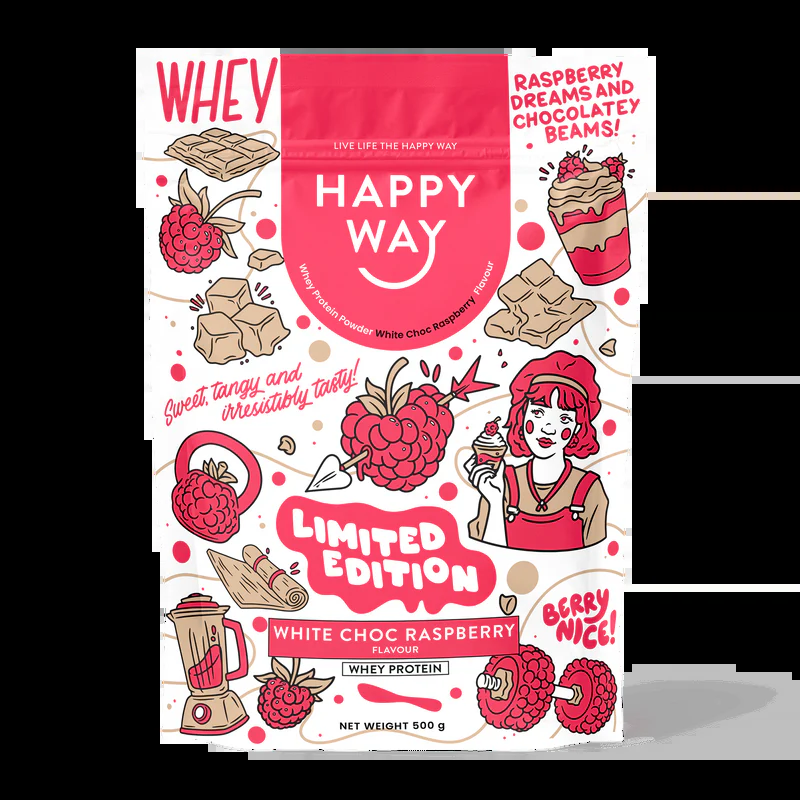 WHEY
RASPBERRY
DREAMS AND
CHOCOLATEY
BEAMS!
LIVE LIFE THE HAPPY WAY
HAPPY
WAY
Whey Protein Powder White Choc Raspberry Flavour
Sweet, tangy and
irresistibly tasty!
LIMITED
EDITION
BERRY
NICE!
WHITE CHOC RASPBERRY
FLAVOUR
WHEY PROTEIN
NET WEIGHT 500 g